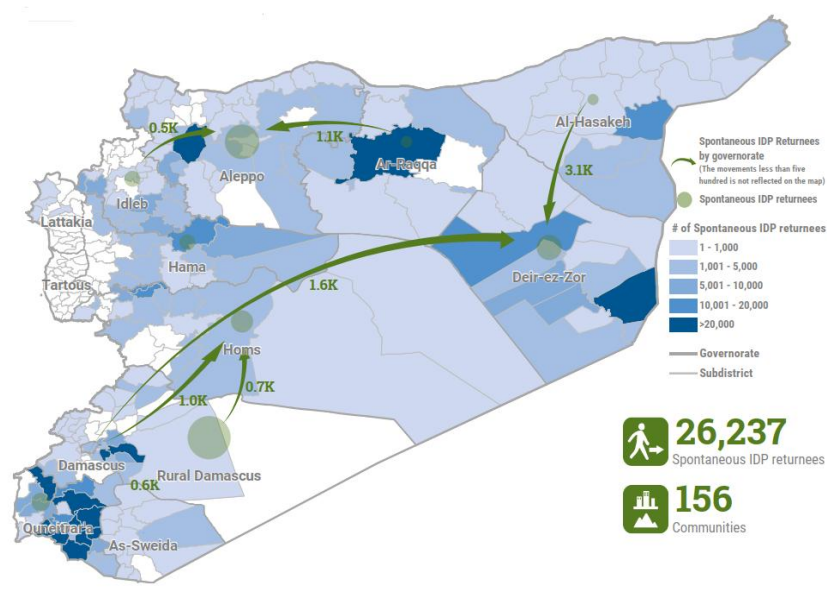 0.5K
1.1K
Aleppo
Ar-Raqqa
Al-Hasakeh
3.1K
Idleb
Lattakia
Hama
Tartous
1.6K
Deir-ez-Zor
Homs
1.0K
0.7K
Damascus
0.6K
Rural Damascus
As-Sweida
Spontaneous IDP Returnees
by governorate
(The movements less than five
hundred is not reflected on the map)
Spontaneous IDP returnees
# of Spontaneous IDP returnees
1 - 1,000
1,001 - 5,000
5,001 - 10,000
10,001 - 20,000
>20,000
Governorate
Subdistrict
26,237
Spontaneous IDP returnees
156
Communities